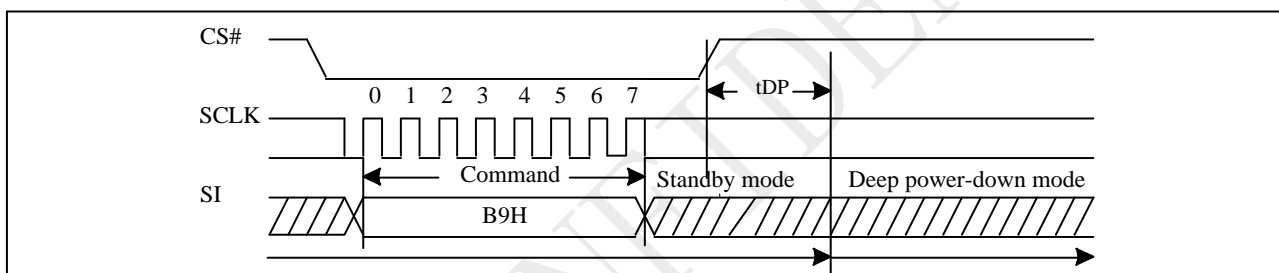 CS#
tDP
0 1 2 3 4 5 6 7
SCLK
Command
Standby mode
Deep power-down mode
SI
B9H